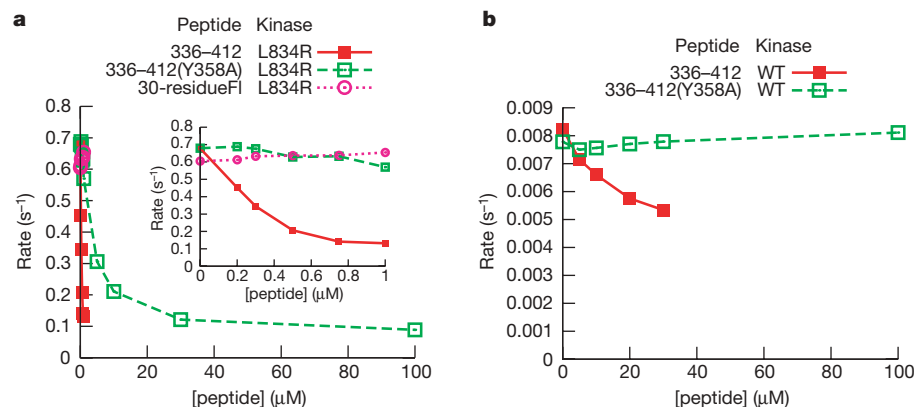 a
Peptide Kinase
336–412 L834R
336–412(Y358A) L834R
30-residueFl L834R
0.8
0.7
0.6
0.5
0.4
0.3
0.2
0.1
0
Rate (s⁻¹)
0 20 40 60 80 100
[peptide] (μM)
0.8
0.7
0.6
0.5
0.4
0.3
0.2
0.1
Rate (s⁻¹)
0 0.2 0.4 0.6 0.8 1
[peptide] (μM)
b
Peptide Kinase
336–412 WT
336–412(Y358A) WT
0.009
0.008
0.007
0.006
0.005
0.004
0.003
0.002
0.001
0
Rate (s⁻¹)
0 20 40 60 80 100
[peptide] (μM)